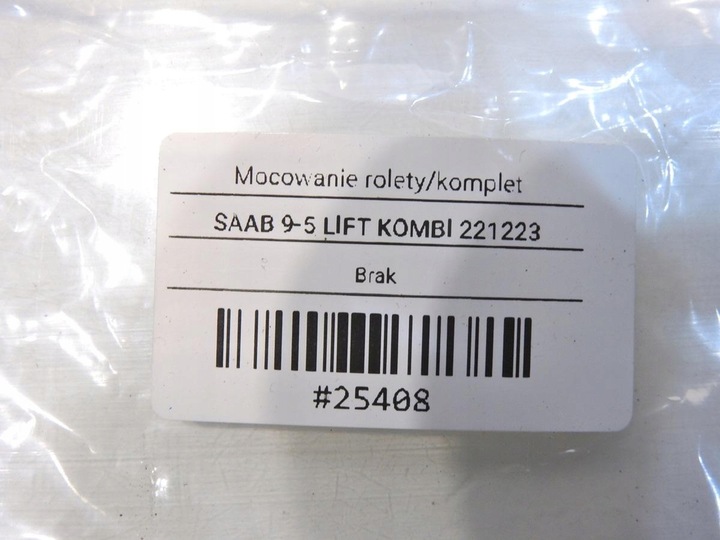 Mocowanie rolety/komplet
SAAB 9-5 LIFT KOMBI 221223
Brak
#25408